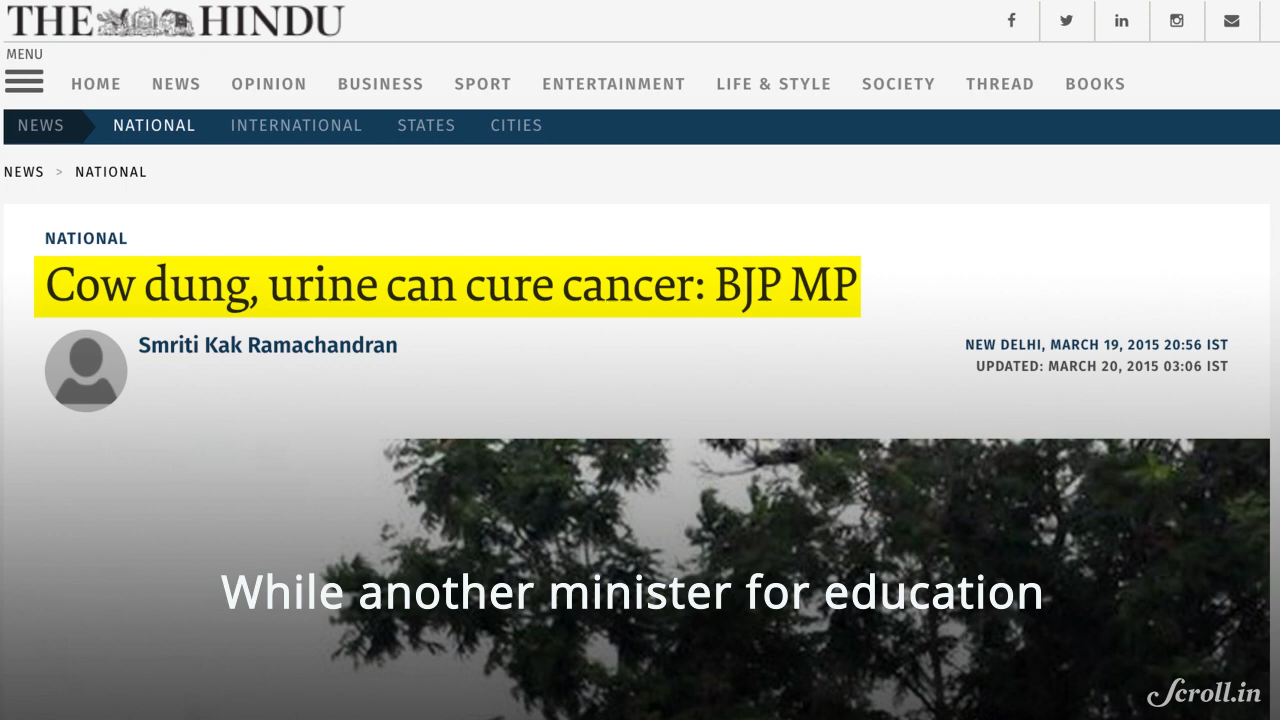 THE HINDU
MENU
HOME NEWS OPINION BUSINESS SPORT ENTERTAINMENT LIFE & STYLE SOCIETY THREAD BOOKS
NEWS NATIONAL INTERNATIONAL STATES CITIES
NEWS > NATIONAL
NATIONAL
Cow dung, urine can cure cancer: BJP MP
Smriti Kak Ramachandran
NEW DELHI, MARCH 19, 2015 20:56 IST
UPDATED: MARCH 20, 2015 03:06 IST
While another minister for education
Scroll.in